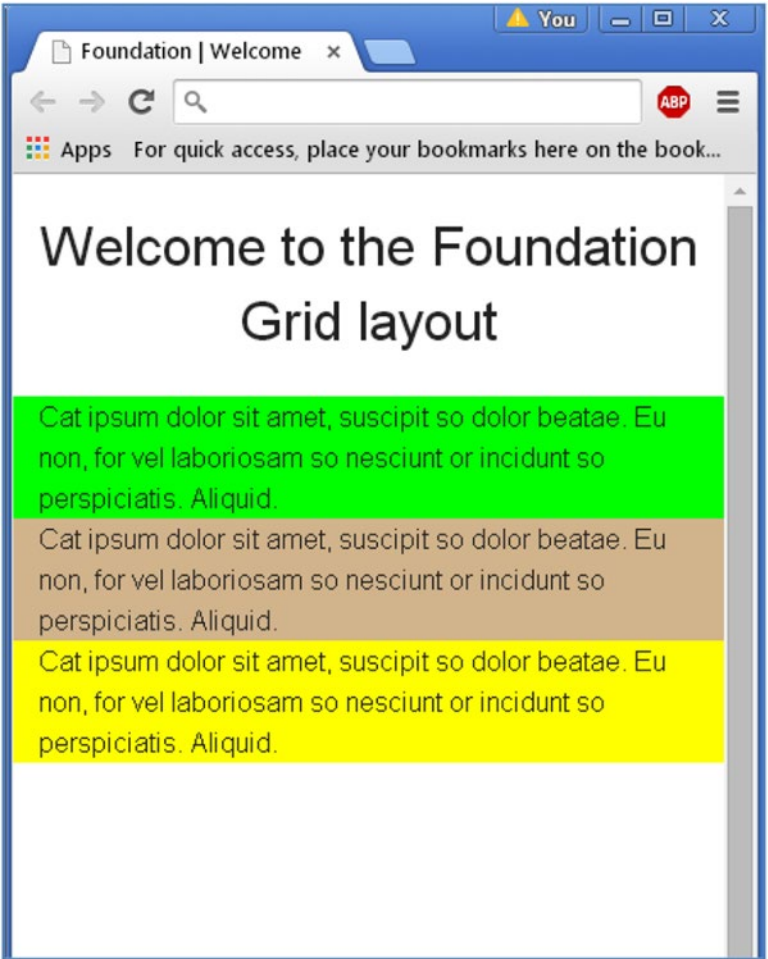 You
Foundation | Welcome
ABP
Apps For quick access, place your bookmarks here on the book...
Welcome to the Foundation
Grid layout
Cat ipsum dolor sit amet, suscipit so dolor beatae. Eu
non, for vel laboriosam so nesciunt or incidunt so
perspiciatis. Aliquid.
Cat ipsum dolor sit amet, suscipit so dolor beatae. Eu
non, for vel laboriosam so nesciunt or incidunt so
perspiciatis. Aliquid.
Cat ipsum dolor sit amet, suscipit so dolor beatae. Eu
non, for vel laboriosam so nesciunt or incidunt so
perspiciatis. Aliquid.